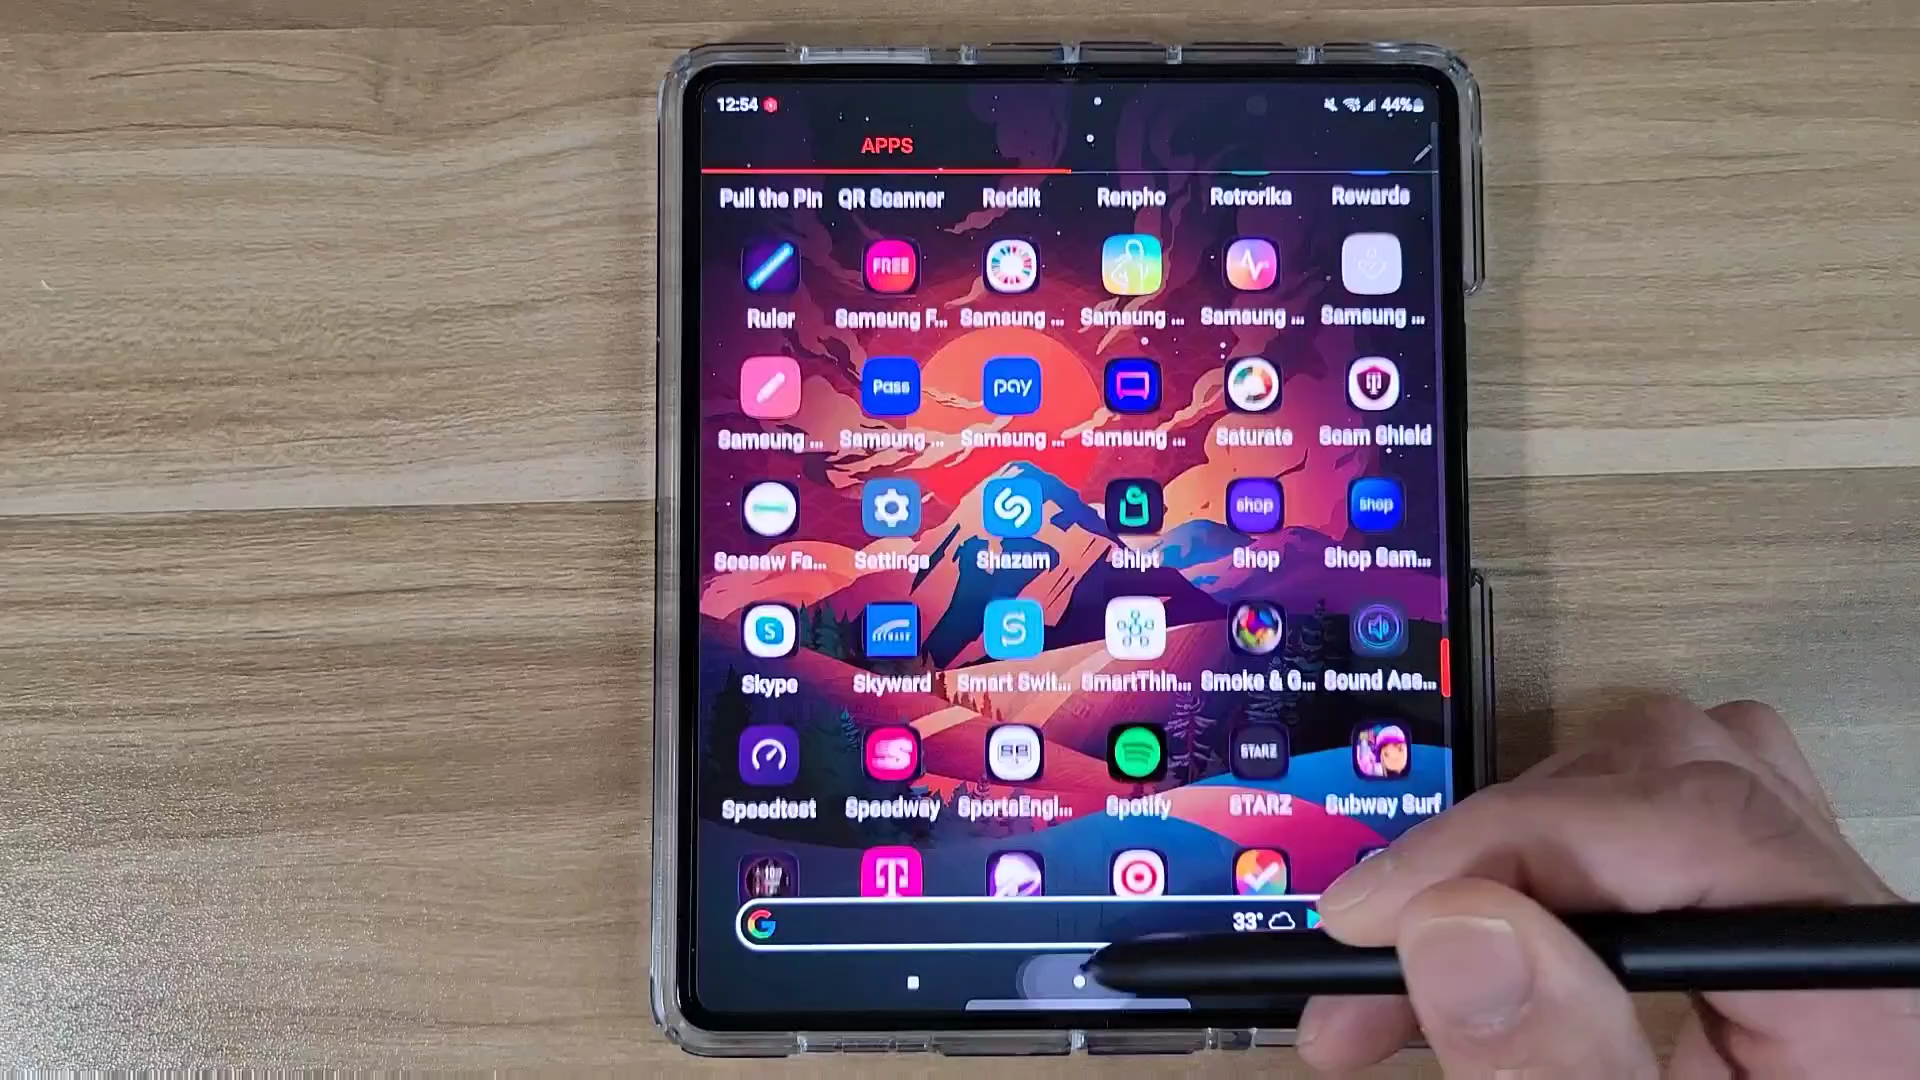 12:54 44%
APPS
Pull the Pin QR Scanner Reddit Renpho Retrorika Rewards
FREE
Ruler Samsung F... Samsung ... Samsung ... Samsung ... Samsung ...
Pass pay
Samsung ... Samsung ... Samsung ... Samsung ... Saturate Scam Shield
shop shop
Seesaw Fa... Settings Shazam Shipt Shop Shop Sam...
S SKYWARD S
Skype Skyward Smart Swit... SmartThin... Smoke & G... Sound Ass...
S SE STARZ
Speedtest Speedway SportsEngi... Spotify STARZ Subway Surf
T
G 33°